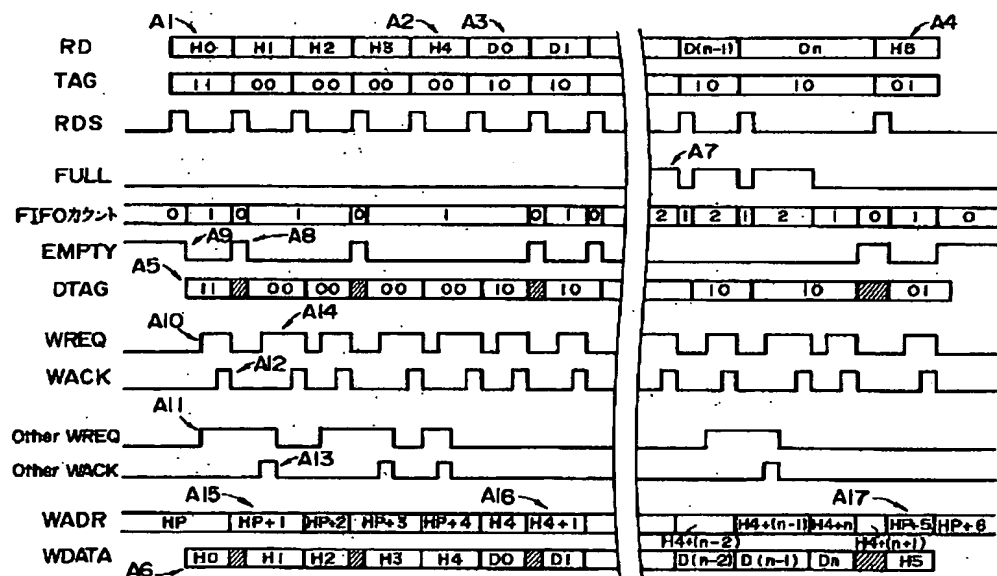 A1 A2 A3 A4
RD H0 H1 H2 H3 H4 D0 D1 D(n-1) Dn H6
TAG 11 00 00 00 00 10 10 10 10 01
RDS
A7
FULL
FIFOカウント 0 1 0 1 0 1 0 1 0 2 1 2 1 2 1 0 1 0
EMPTY A9 A8
A5
DTAG 11 00 00 00 00 10 10 10 10 01
A10 A14
WREQ
WACK A12
A11
Other WREQ
Other WACK A13
A15 A16 A17
WADR HP HP+1 HP+2 HP+3 HP+4 H4 H4+1 H4+(n-1) H4+n HP+5 HP+6
H4+(n-2) H4+(n+1)
WDATA H0 H1 H2 H3 H4 D0 D1 D(n-2) D(n-1) Dn H5
A6